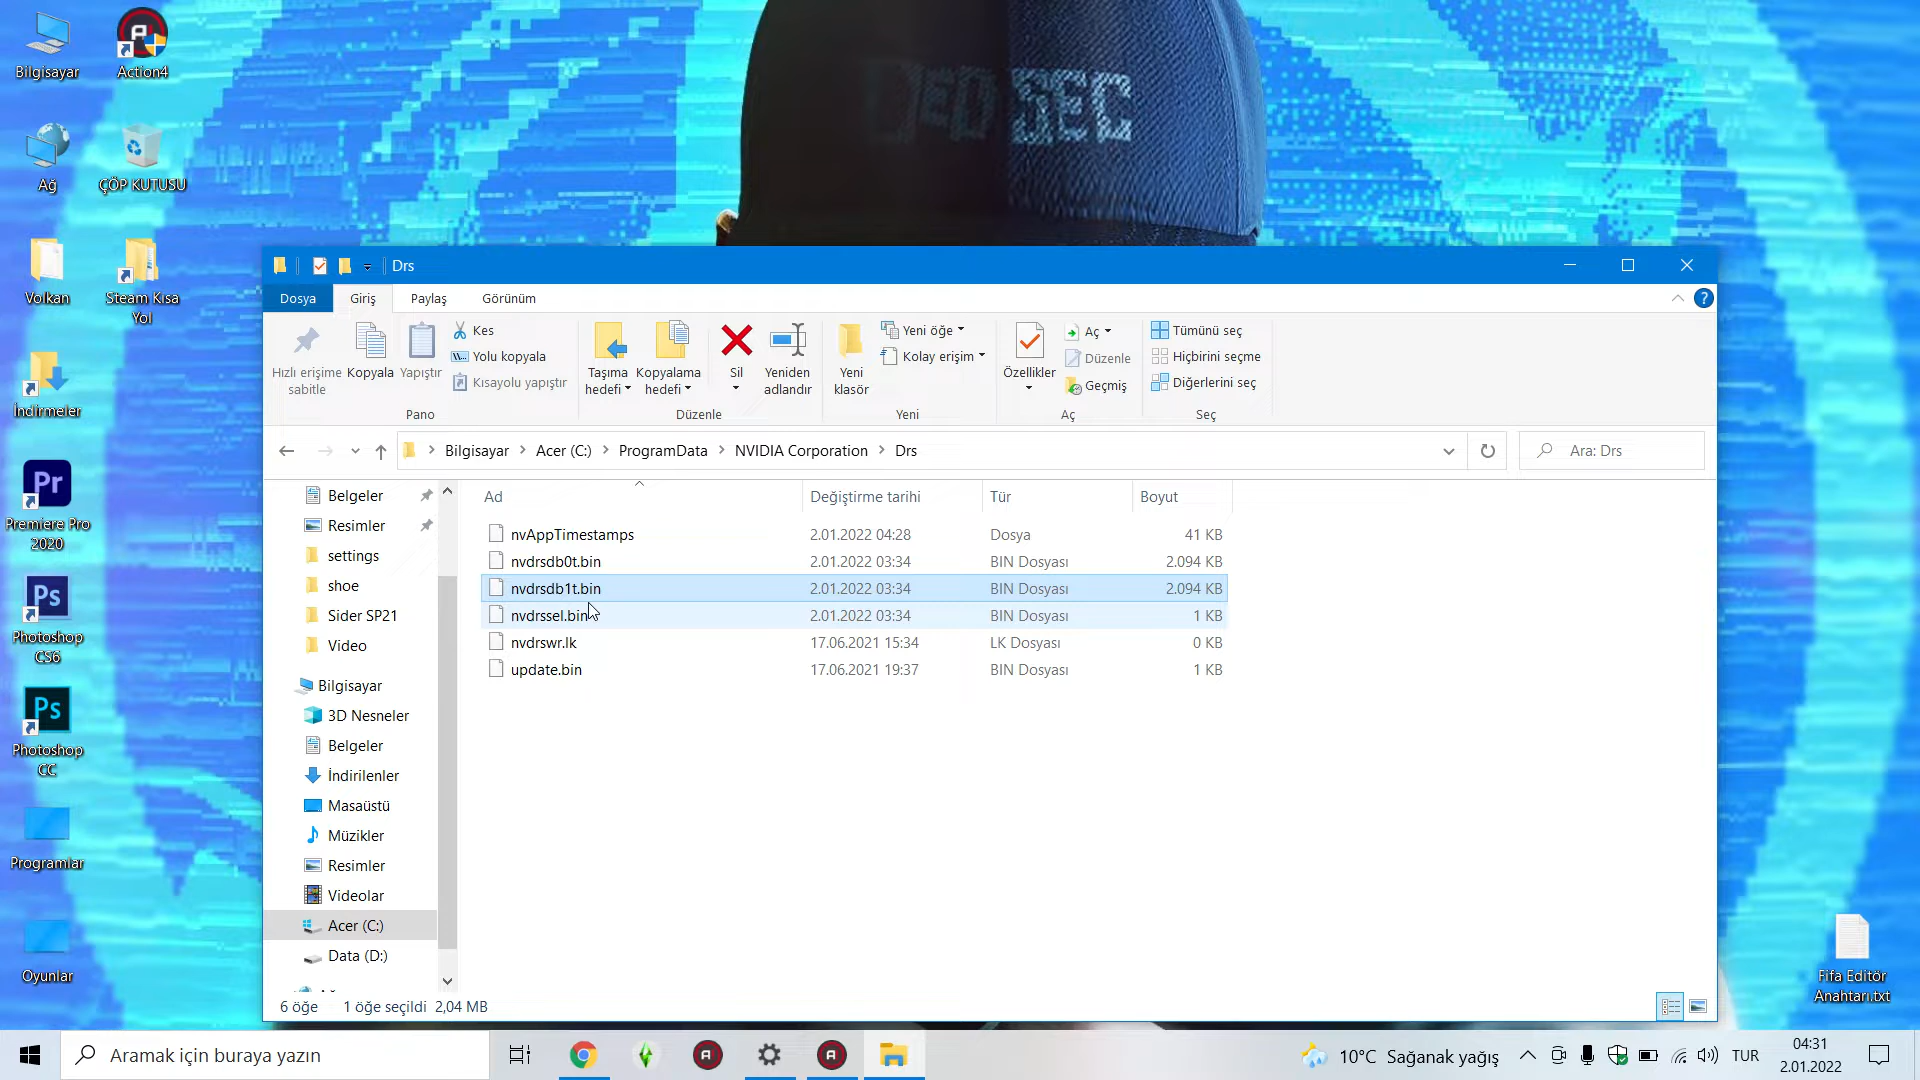 Bilgisayar
Action4
Ağ
ÇÖP KUTUSU
Volkan
Steam Kısa
Yol
İndirmeler
Pr
Premiere Pro
2020
Ps
Photoshop
CS6
Ps
Photoshop
CC
Programlar
Oyunlar
DED SEC
Drs
Dosya
Giriş
Paylaş
Görünüm
Hızlı erişime
sabitle
Kopyala
Yapıştır
Kes
Yolu kopyala
Kısayolu yapıştır
Pano
Taşıma
hedefi
Kopyalama
hedefi
Sil
Yeniden
adlandır
Düzenle
Yeni
klasör
Yeni öğe
Kolay erişim
Yeni
Özellikler
Aç
Düzenle
Geçmiş
Aç
Tümünü seç
Hiçbirini seçme
Diğerlerini seç
Seç
Bilgisayar > Acer (C:) > ProgramData > NVIDIA Corporation > Drs
Ara: Drs
Belgeler
Resimler
settings
shoe
Sider SP21
Video
Bilgisayar
3D Nesneler
Belgeler
İndirilenler
Masaüstü
Müzikler
Resimler
Videolar
Acer (C:)
Data (D:)
Ad Değiştirme tarihi Tür Boyut
nvAppTimestamps 2.01.2022 04:28 Dosya 41 KB
nvdrsdb0t.bin 2.01.2022 03:34 BIN Dosyası 2.094 KB
nvdrsdb1t.bin 2.01.2022 03:34 BIN Dosyası 2.094 KB
nvdrssel.bin 2.01.2022 03:34 BIN Dosyası 1 KB
nvdrswr.lk 17.06.2021 15:34 LK Dosyası 0 KB
update.bin 17.06.2021 19:37 BIN Dosyası 1 KB
6 öğe 1 öğe seçildi 2,04 MB
Fifa Editör
Anahtarı.txt
Aramak için buraya yazın
10°C Sağanak yağış
TUR
04:31
2.01.2022